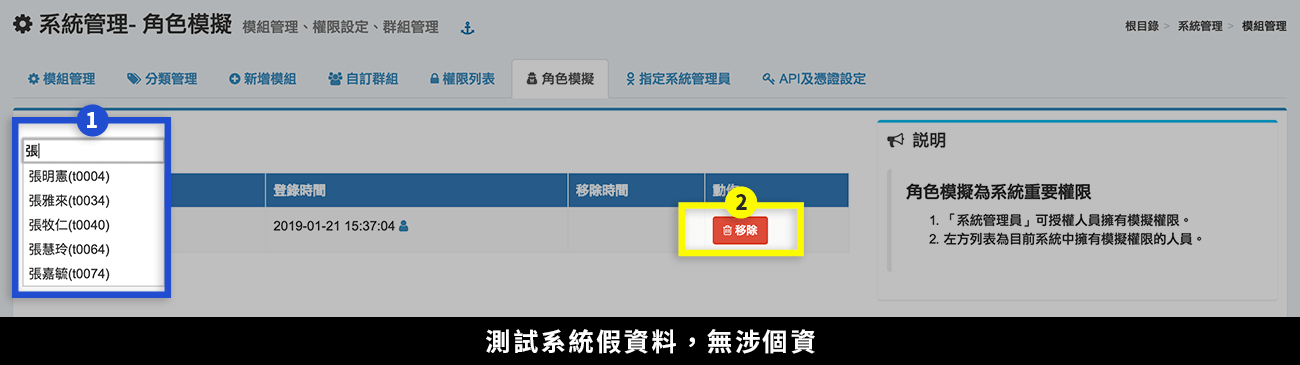 系統管理- 角色模擬 模組管理、權限設定、群組管理
根目錄 > 系統管理 > 模組管理
模組管理 分類管理 新增模組 自訂群組 權限列表 角色模擬 指定系統管理員 API及憑證設定
1
張
張明憲(t0004)
張雅來(t0034)
張牧仁(t0040)
張慧玲(t0064)
張嘉毓(t0074)
登錄時間 移除時間 動作
2
2019-01-21 15:37:04 移除
説明
角色模擬為系統重要權限
1. 「系統管理員」可授權人員擁有模擬權限。
2. 左方列表為目前系統中擁有模擬權限的人員。
測試系統假資料，無涉個資